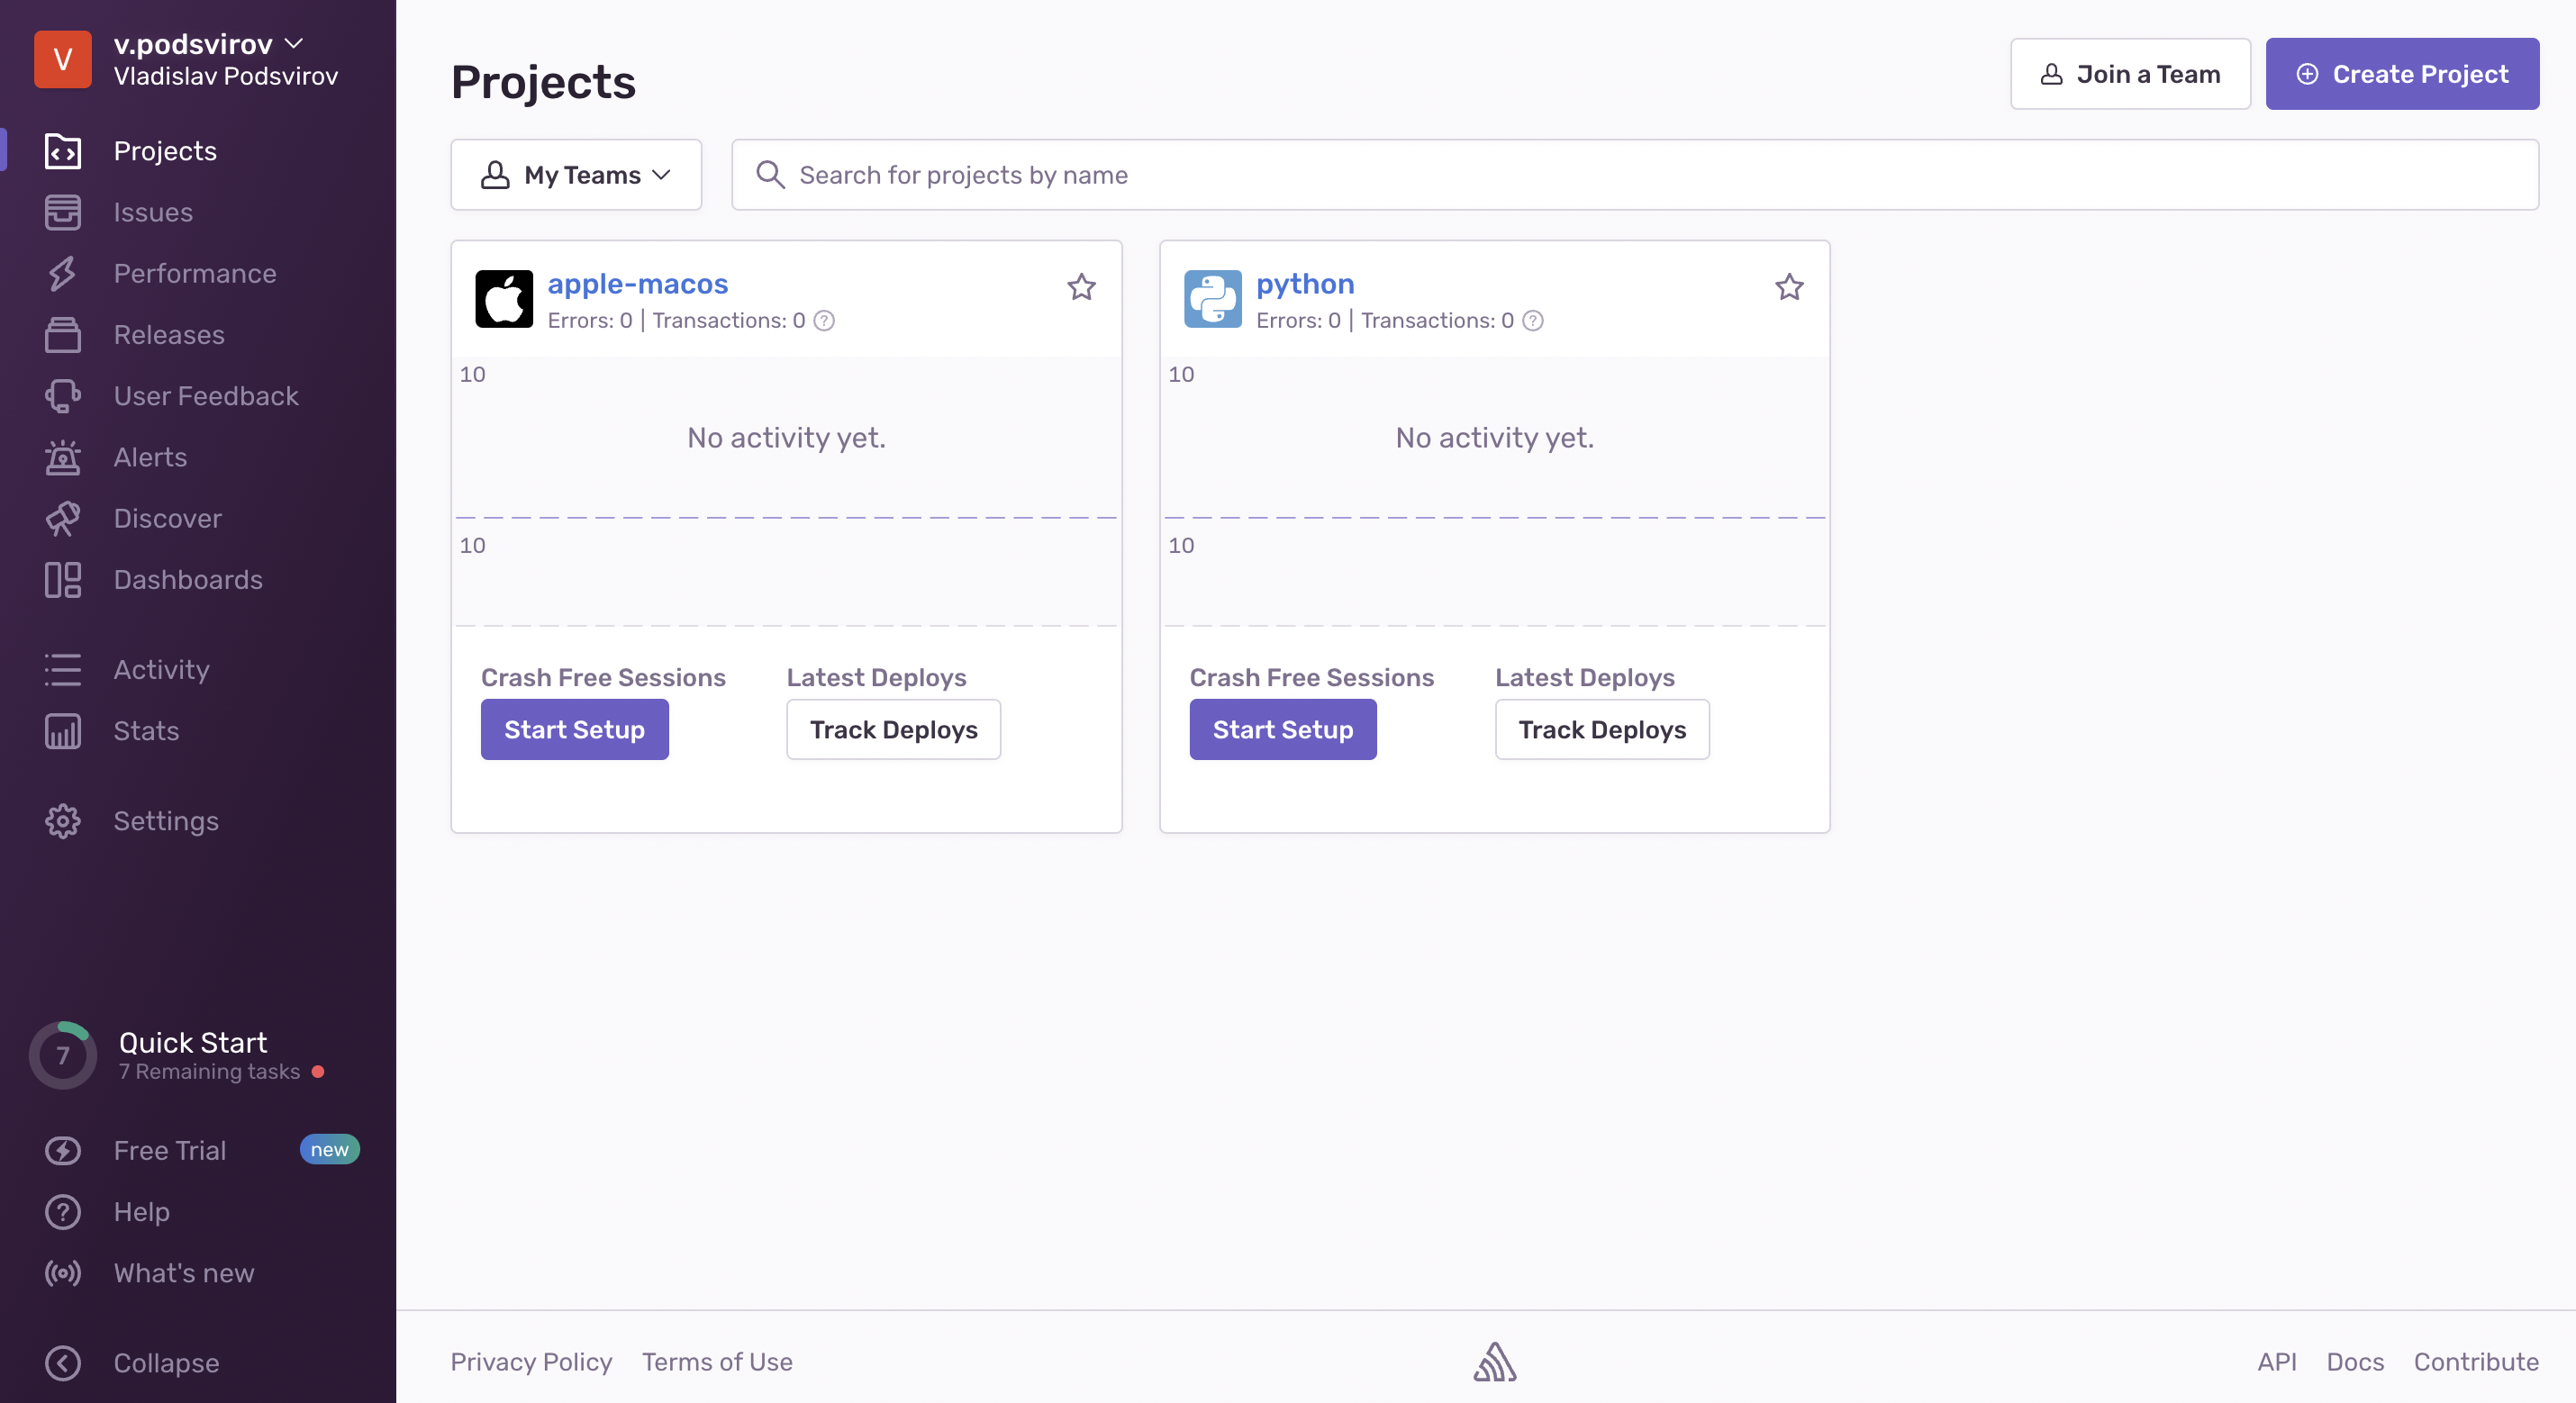 V
v.podsvirov
Vladislav Podsvirov
Projects
Issues
Performance
Releases
User Feedback
Alerts
Discover
Dashboards
Activity
Stats
Settings
7
Quick Start
7 Remaining tasks
Free Trial new
Help
What's new
Collapse
Projects
Join a Team
Create Project
My Teams
Search for projects by name
apple-macos
Errors: 0 | Transactions: 0 ?
10
No activity yet.
10
Crash Free Sessions Latest Deploys
Start Setup Track Deploys
python
Errors: 0 | Transactions: 0 ?
10
No activity yet.
10
Crash Free Sessions Latest Deploys
Start Setup Track Deploys
Privacy Policy Terms of Use API Docs Contribute